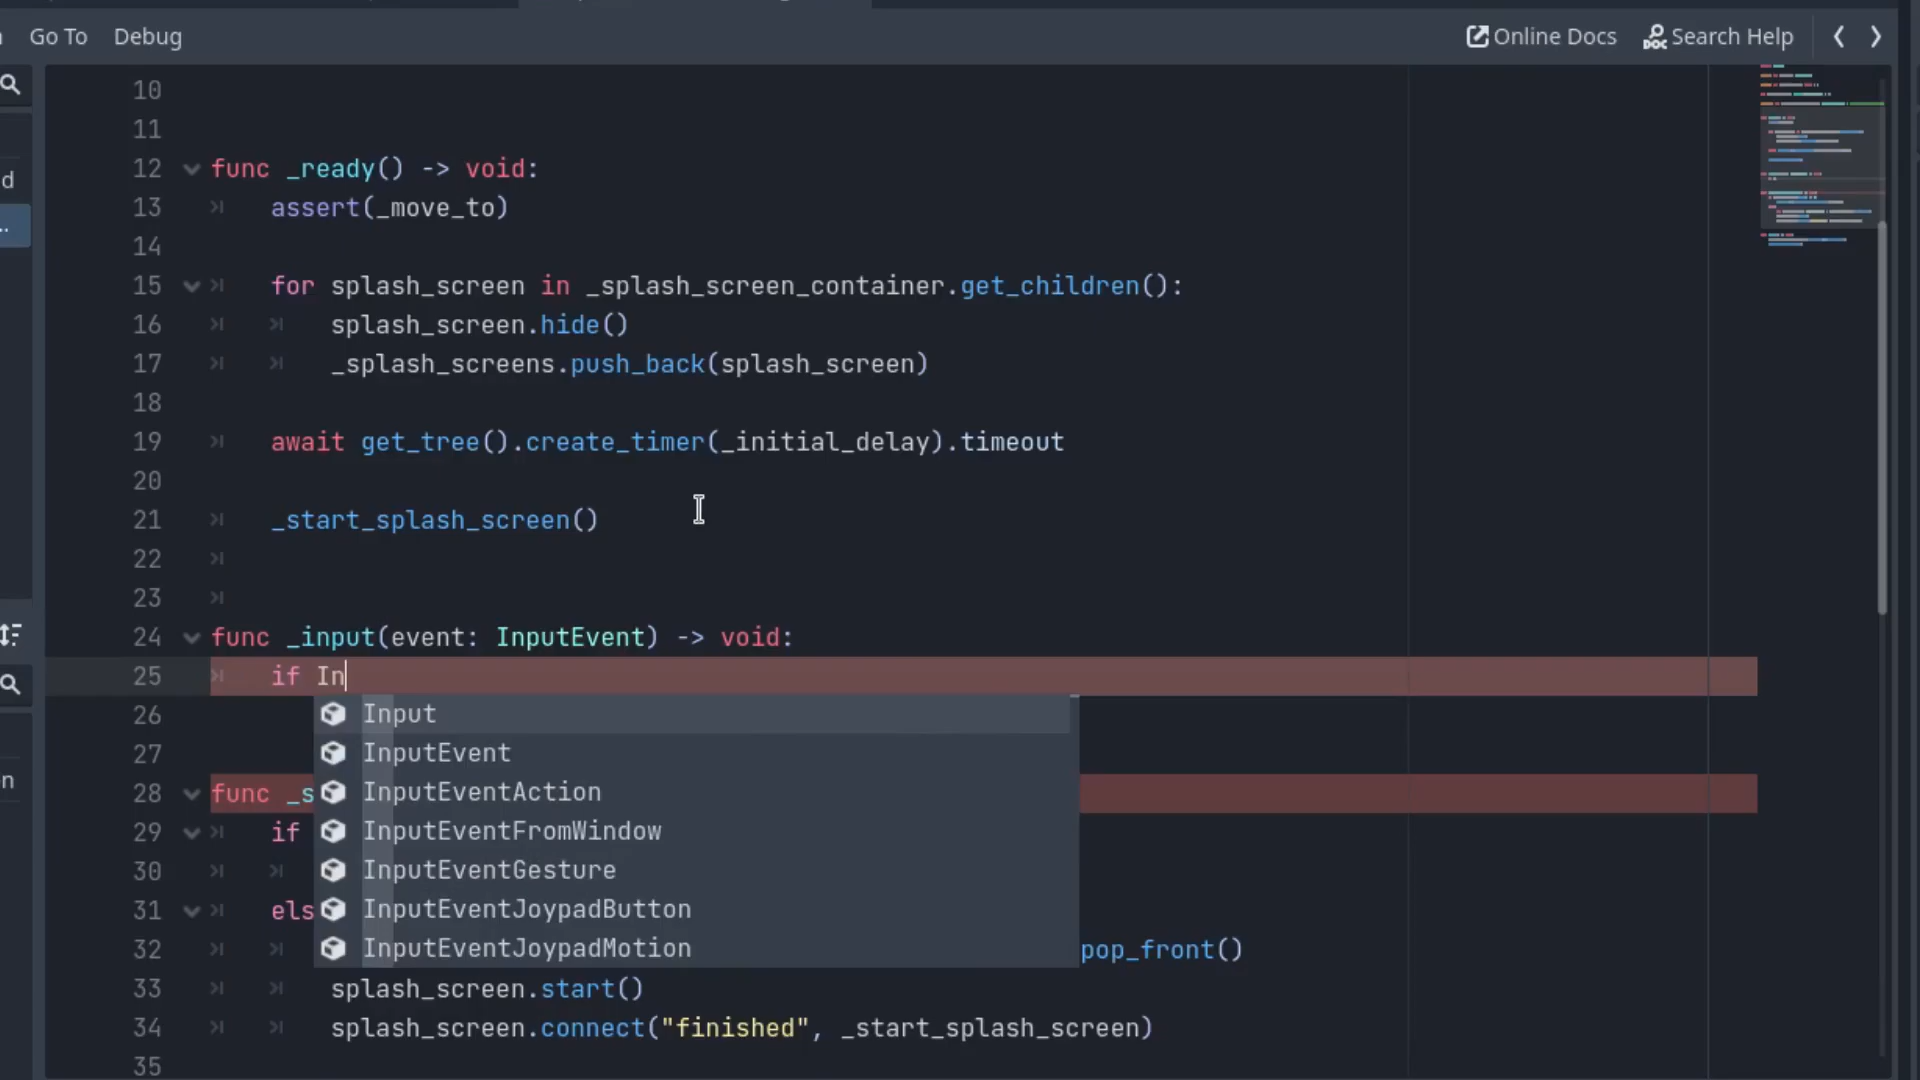 Go To Debug Online Docs Search Help
10
11
12 func _ready() -> void:
13 assert(_move_to)
14
15 for splash_screen in _splash_screen_container.get_children():
16 splash_screen.hide()
17 _splash_screens.push_back(splash_screen)
18
19 await get_tree().create_timer(_initial_delay).timeout
20
21 _start_splash_screen()
22
23
24 func _input(event: InputEvent) -> void:
25 if In
26 Input
27 InputEvent
28 func _s InputEventAction
29 if InputEventFromWindow
30 InputEventGesture
31 els InputEventJoypadButton
32 InputEventJoypadMotion pop_front()
33 splash_screen.start()
34 splash_screen.connect("finished", _start_splash_screen)
35
d
..
n